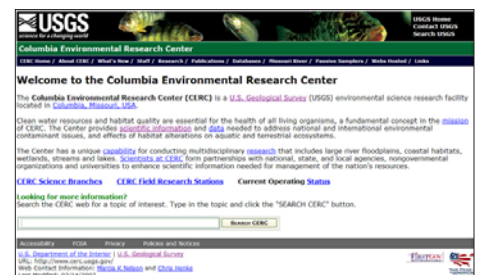 USGS
science for a changing world
USGS Home
Contact USGS
Search USGS
Columbia Environmental Research Center
CERC Home / About CERC / What's New / Staff / Research / Publications / Databases / Missouri River / Passive Samplers / Webs Hosted / Links
Welcome to the Columbia Environmental Research Center
The Columbia Environmental Research Center (CERC) is a U.S. Geological Survey (USGS) environmental science research facility
located in Columbia, Missouri, USA.
Clean water resources and habitat quality are essential for the health of all living organisms, a fundamental concept in the mission
of CERC. The Center provides scientific information and data needed to address national and international environmental
contaminant issues, and effects of habitat alterations on aquatic and terrestrial ecosystems.
The Center has a unique capability for conducting multidisciplinary research that includes large river floodplains, coastal habitats,
wetlands, streams and lakes. Scientists at CERC form partnerships with national, state, and local agencies, nongovernmental
organizations and universities to enhance scientific information needed for management of the nation's resources.
CERC Science Branches CERC Field Research Stations Current Operating Status
Looking for more information?
Search the CERC web for a topic of interest. Type in the topic and click the "SEARCH CERC" button.
Search CERC
Accessibility FOIA Privacy Policies and Notices
U.S. Department of the Interior | U.S. Geological Survey
URL: http://www.cerc.usgs.gov/
Web Contact Information: Marcia K Nelson and Chris Henke
FirstGov